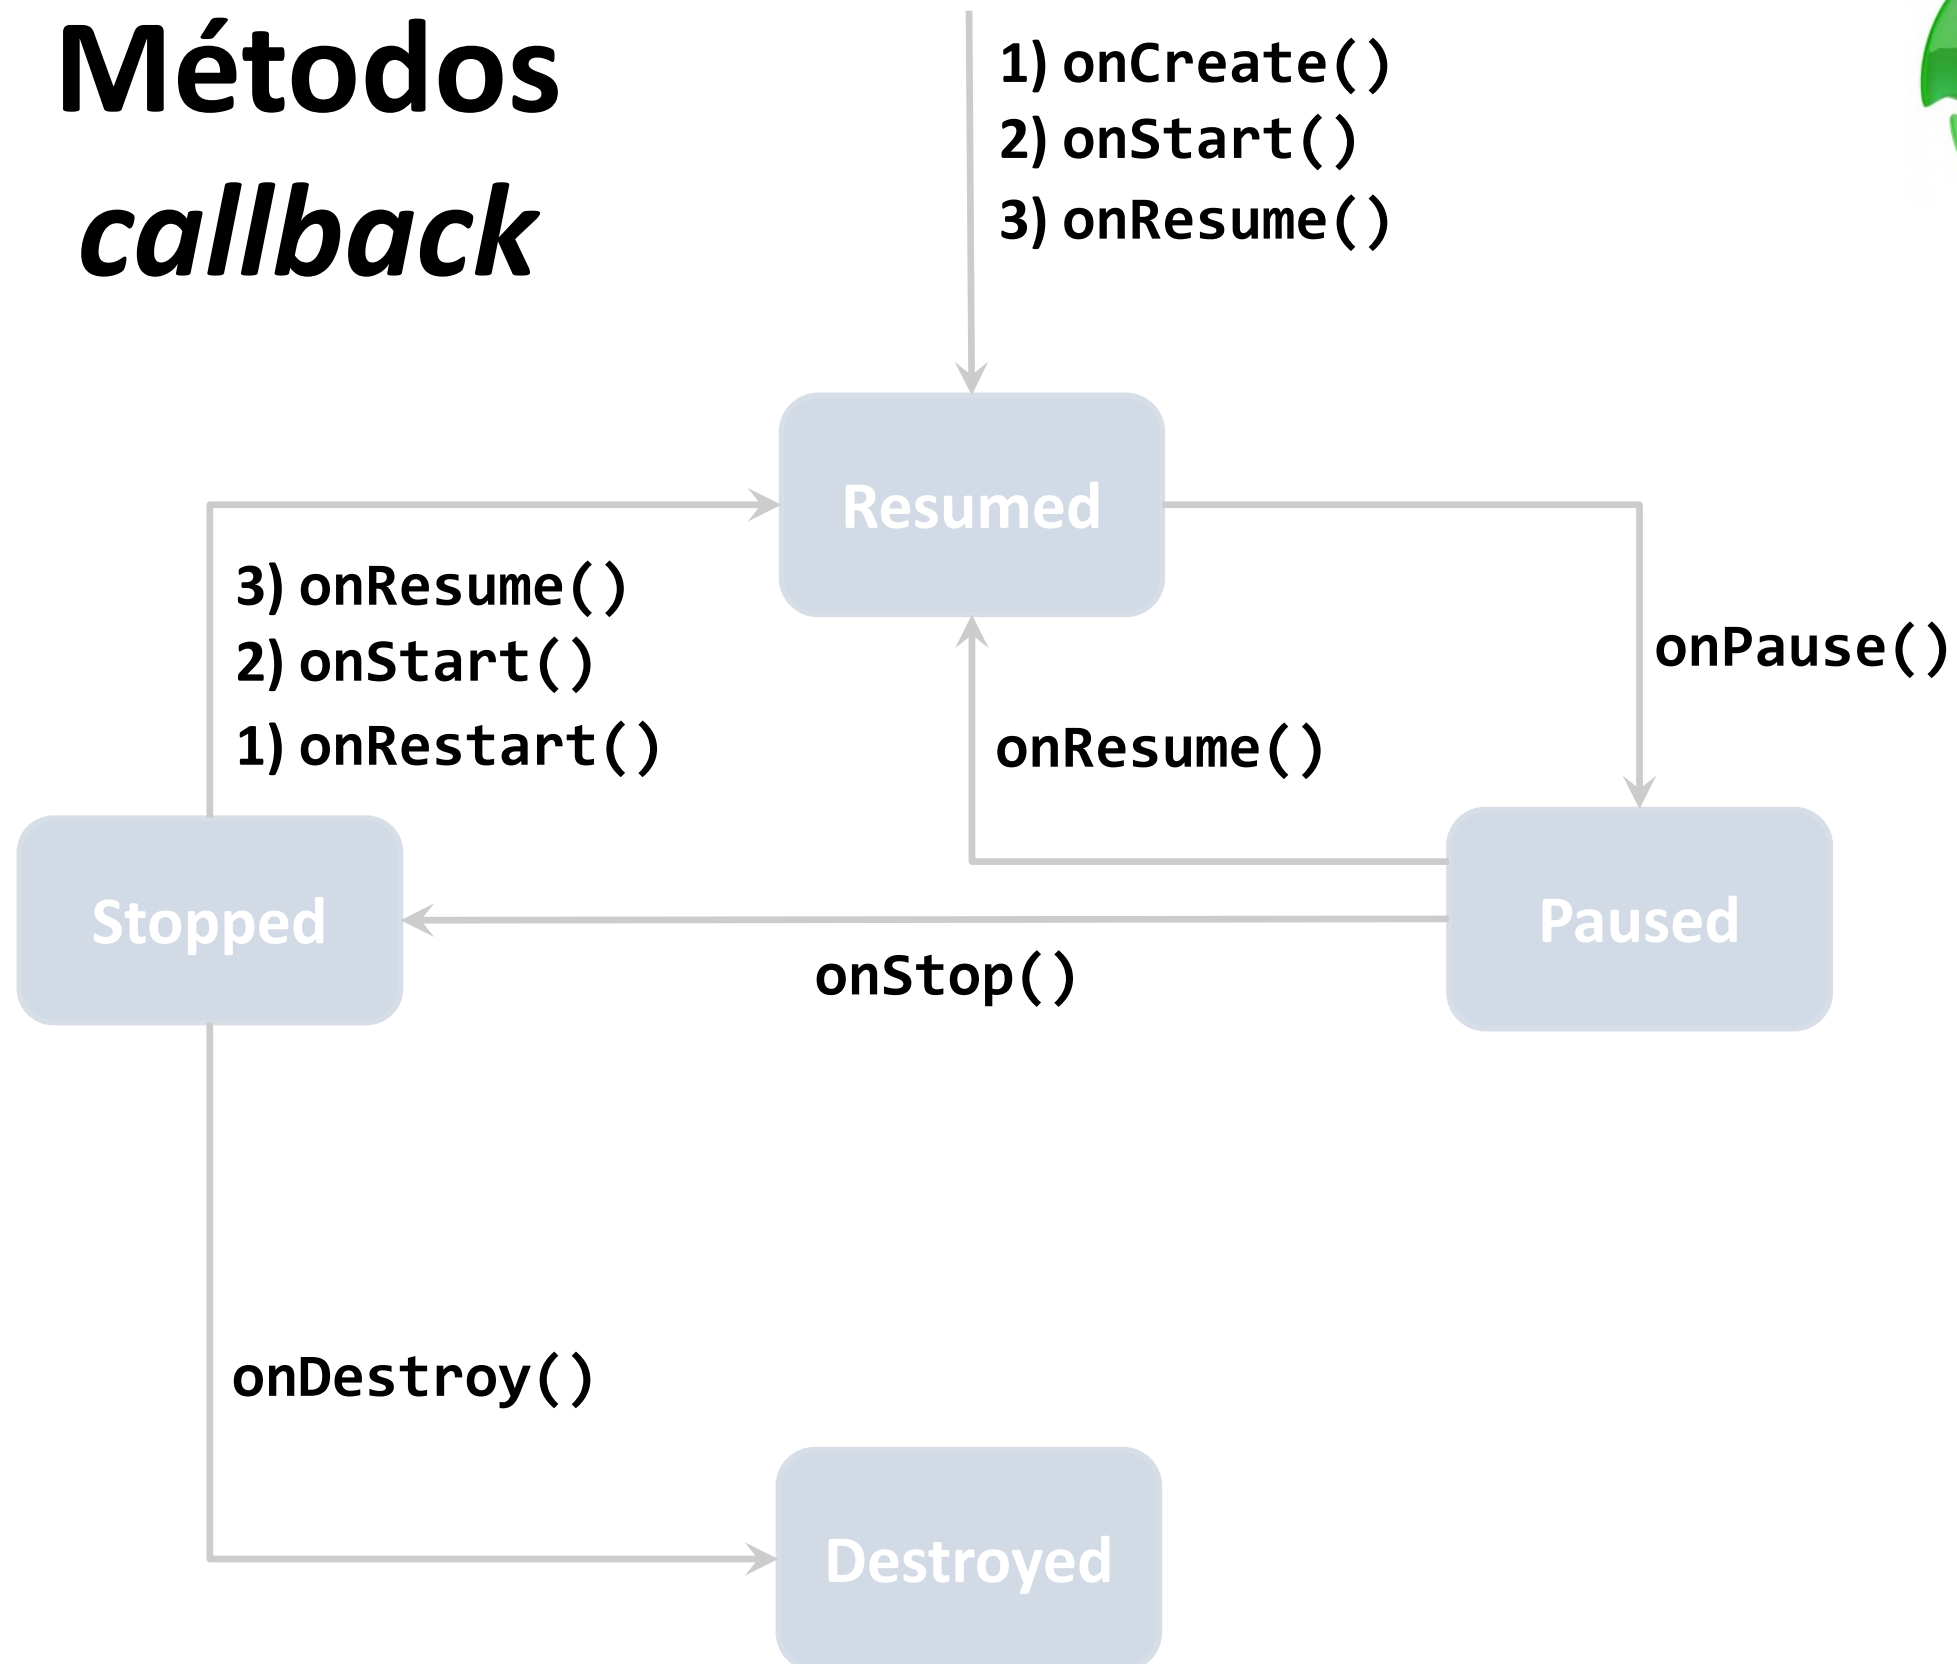 Métodos
callback
1) onCreate()
2) onStart()
3) onResume()
Resumed
3) onResume()
2) onStart()
1) onRestart()
onPause()
onResume()
Stopped
Paused
onStop()
onDestroy()
Destroyed